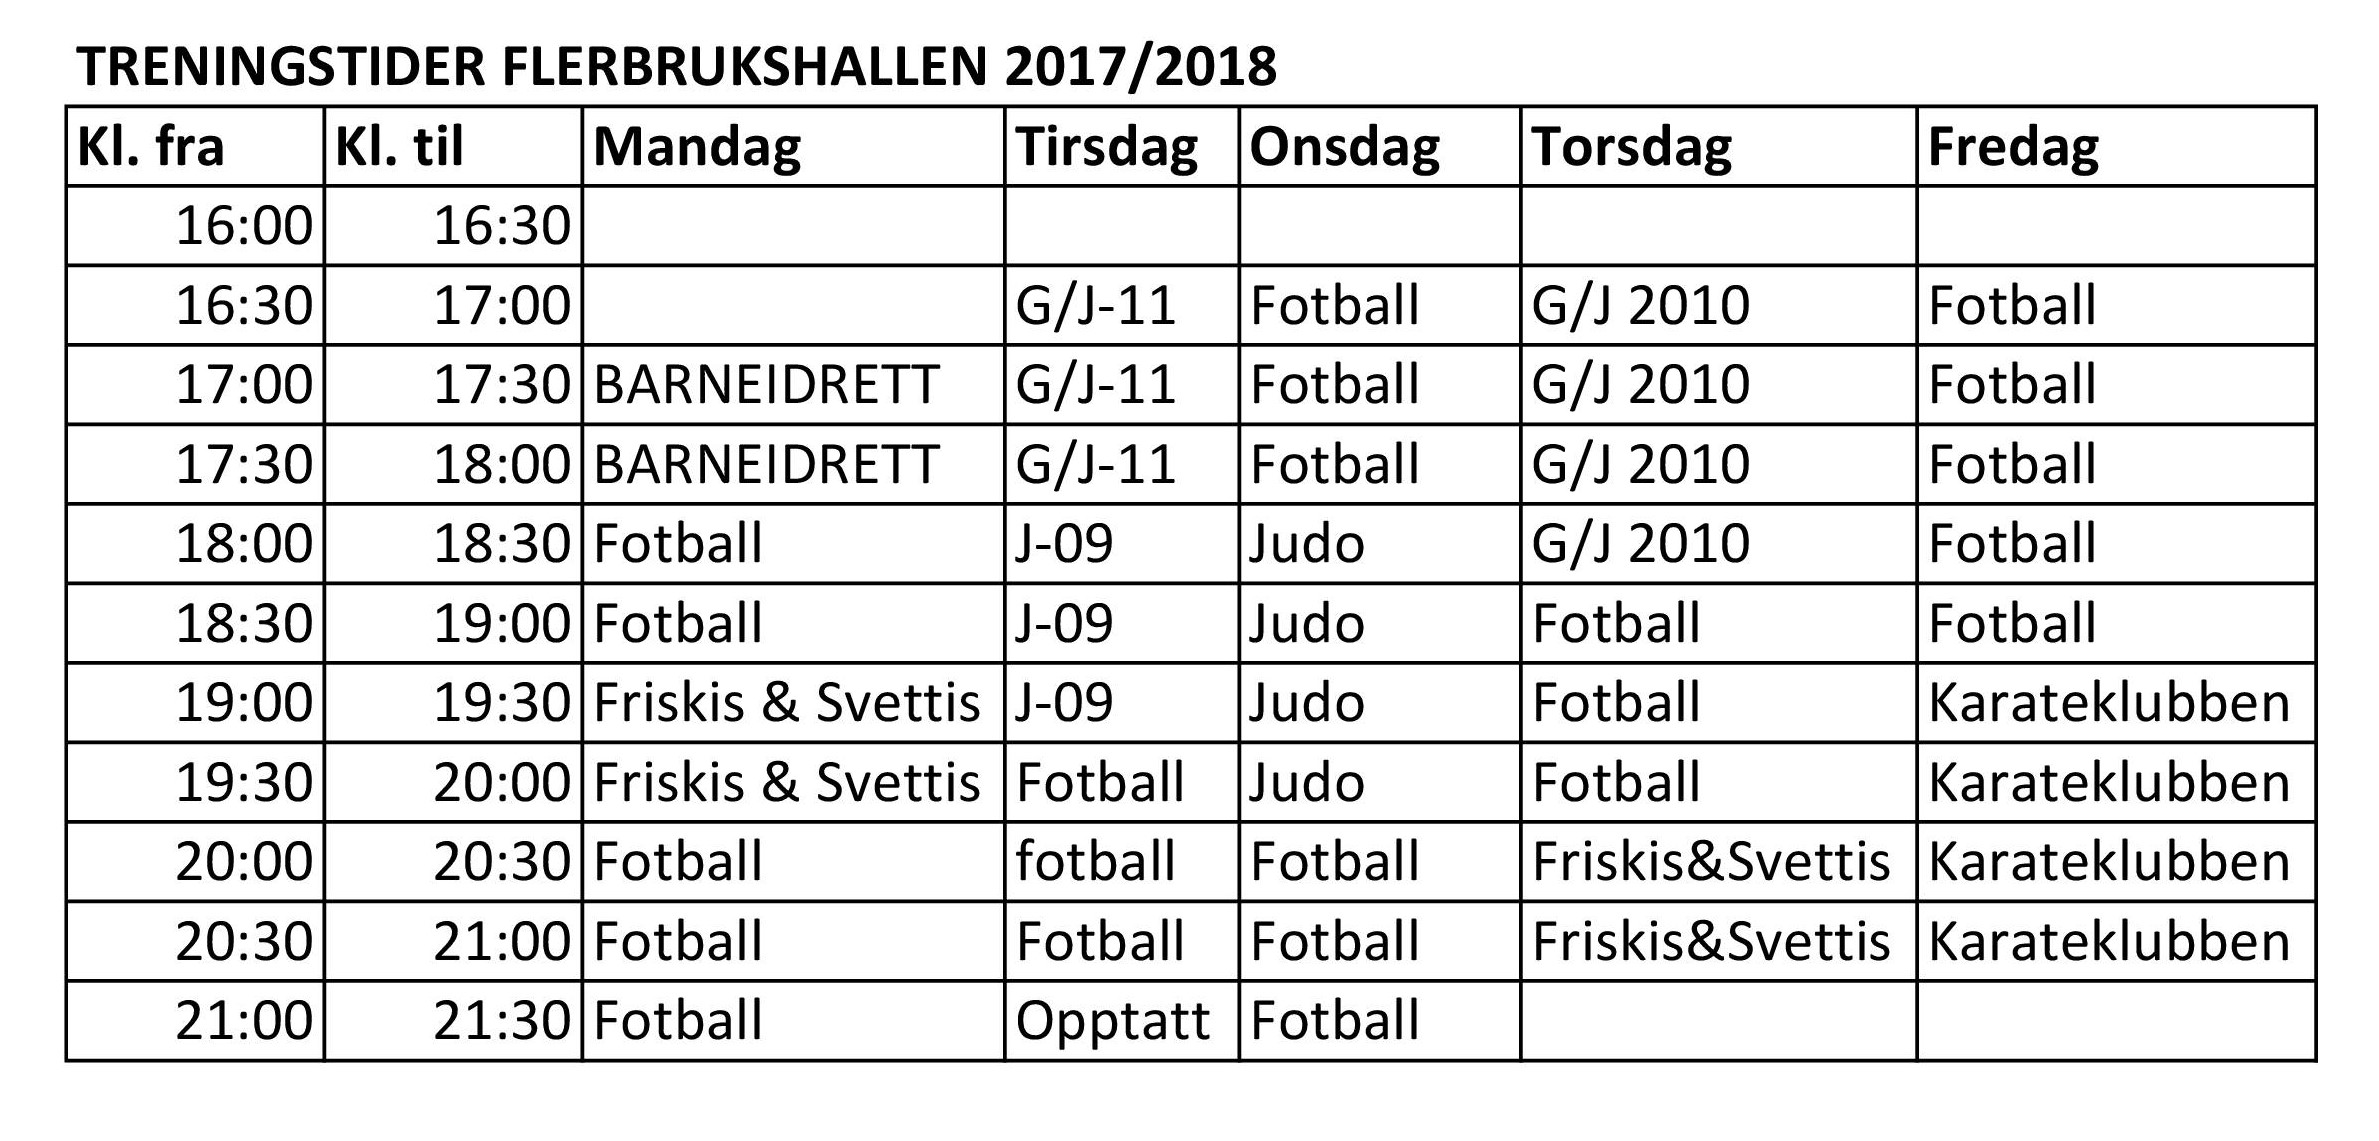 TRENINGSTIDER FLERBRUKSHALLEN 2017/2018
Kl. fra Kl. til Mandag Tirsdag Onsdag Torsdag Fredag
16:00 16:30
16:30 17:00 G/J-11 Fotball G/J 2010 Fotball
17:00 17:30 BARNEIDRETT G/J-11 Fotball G/J 2010 Fotball
17:30 18:00 BARNEIDRETT G/J-11 Fotball G/J 2010 Fotball
18:00 18:30 Fotball J-09 Judo G/J 2010 Fotball
18:30 19:00 Fotball J-09 Judo Fotball Fotball
19:00 19:30 Friskis & Svettis J-09 Judo Fotball Karateklubben
19:30 20:00 Friskis & Svettis Fotball Judo Fotball Karateklubben
20:00 20:30 Fotball fotball Fotball Friskis&Svettis Karateklubben
20:30 21:00 Fotball Fotball Fotball Friskis&Svettis Karateklubben
21:00 21:30 Fotball Opptatt Fotball